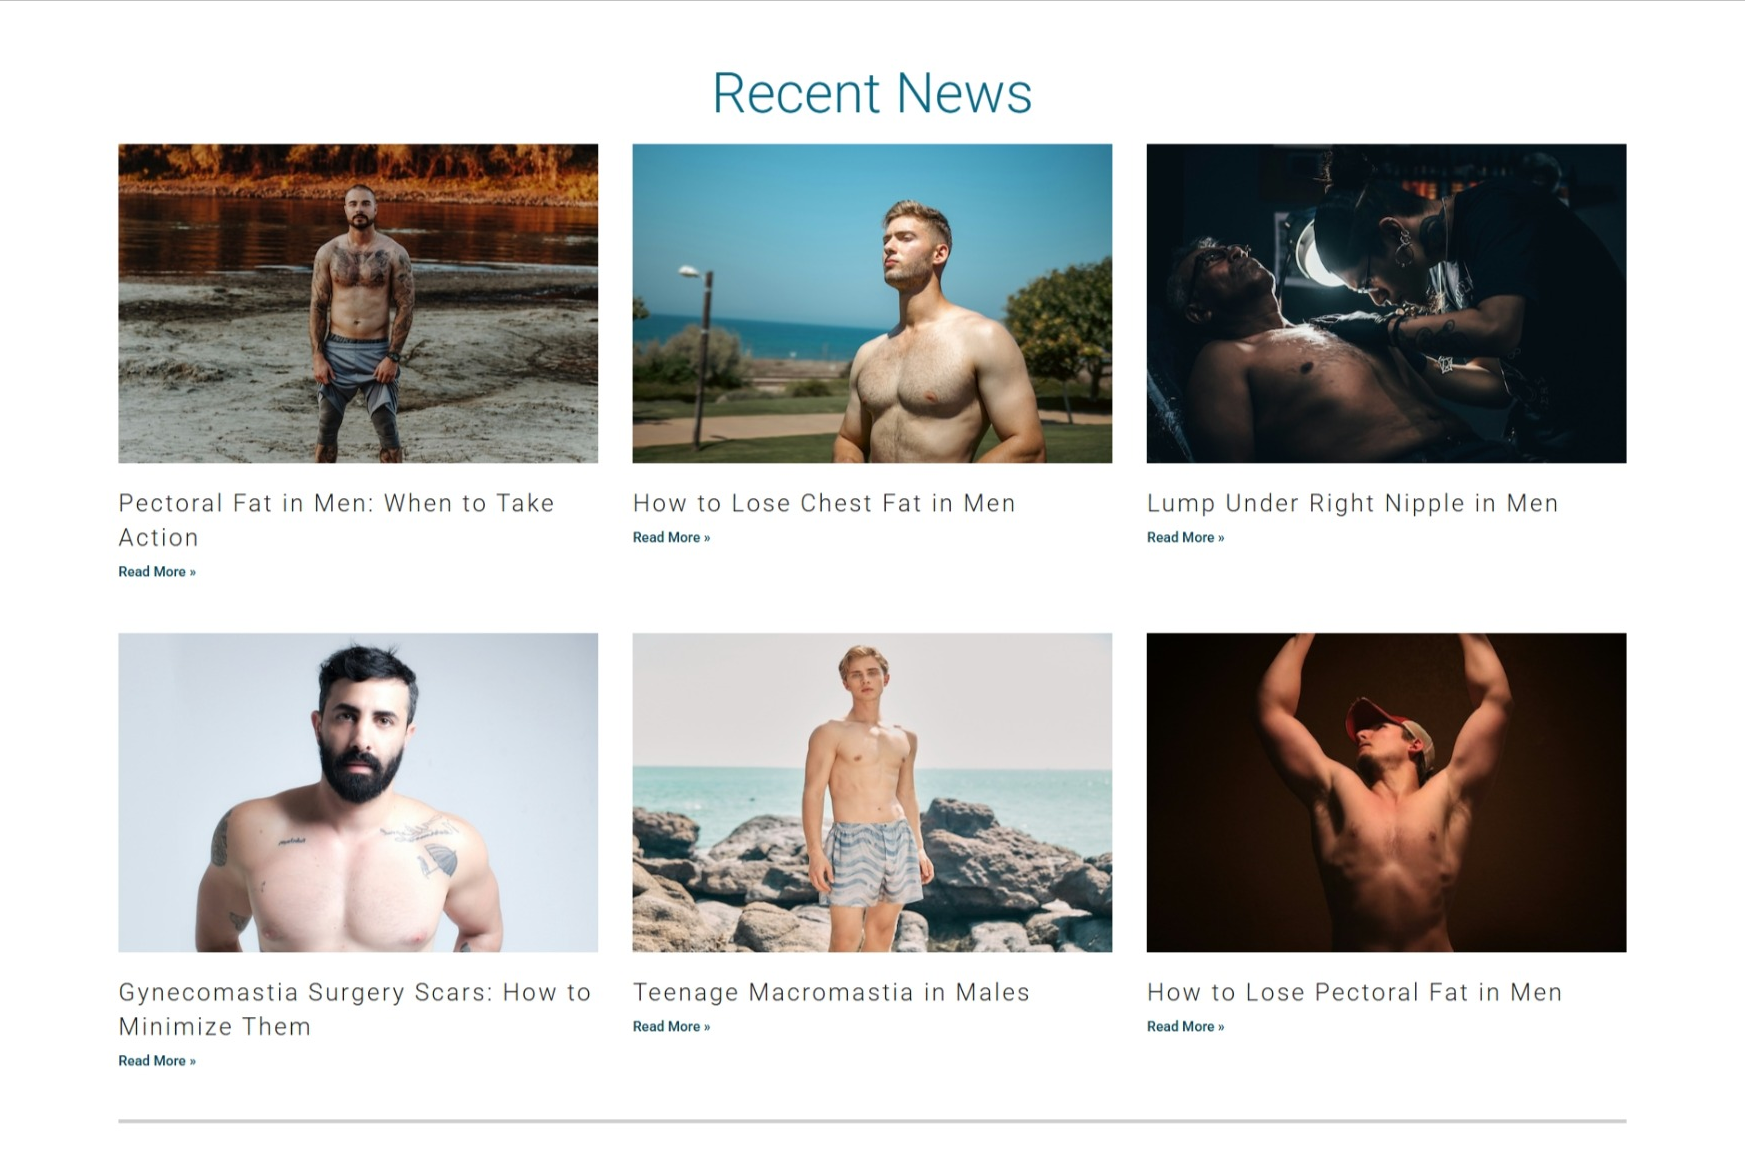 Recent News
Pectoral Fat in Men: When to Take
Action
Read More »
How to Lose Chest Fat in Men
Read More »
Lump Under Right Nipple in Men
Read More »
Gynecomastia Surgery Scars: How to
Minimize Them
Read More »
Teenage Macromastia in Males
Read More »
How to Lose Pectoral Fat in Men
Read More »